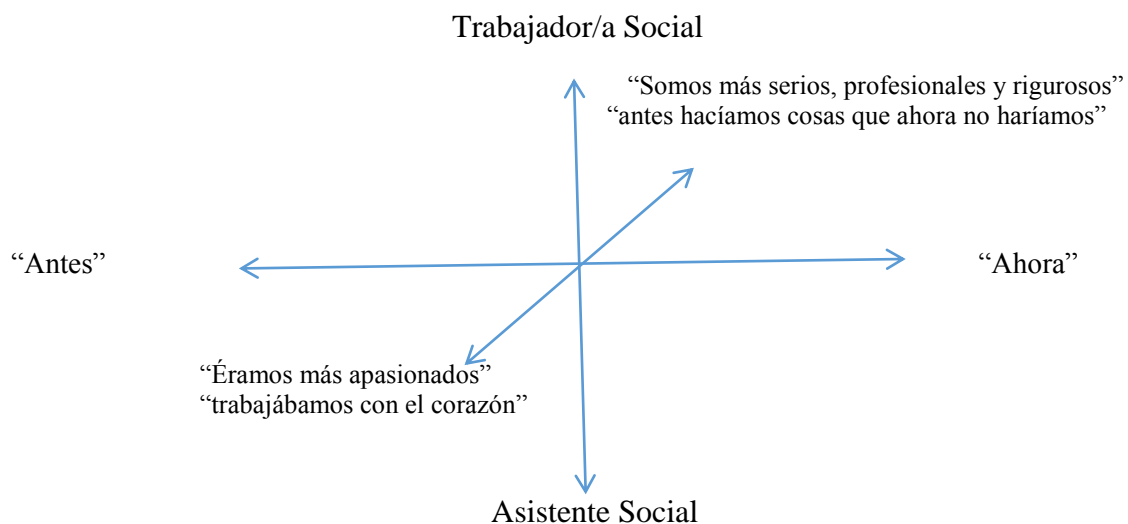 Trabajador/a Social
“Somos más serios, profesionales y rigurosos”
“antes hacíamos cosas que ahora no haríamos”
“Antes”
“Ahora”
“Éramos más apasionados”
“trabajábamos con el corazón”
Asistente Social